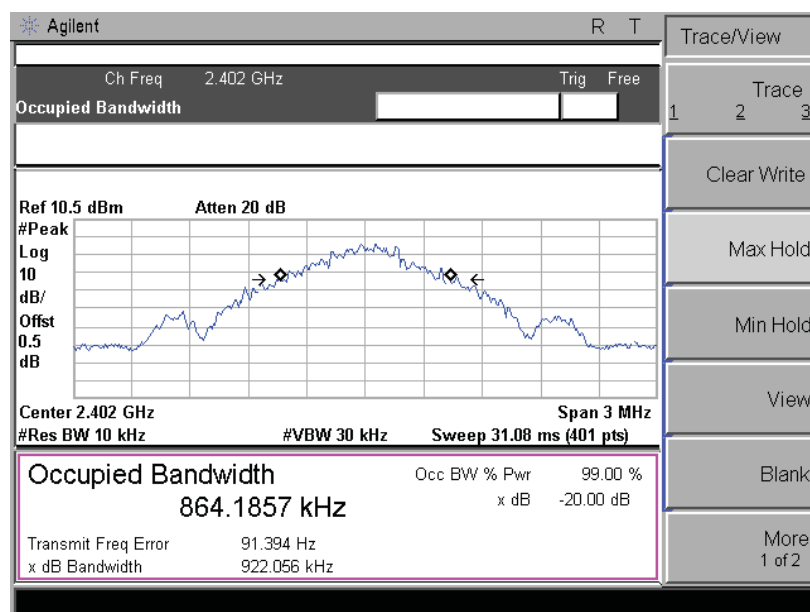 Agilent
R T
Trace/View
Ch Freq 2.402 GHz
Trig Free
Occupied Bandwidth
Trace
1 2 3
Clear Write
Max Hold
Min Hold
View
Blank
More
1 of 2
Ref 10.5 dBm
Atten 20 dB
#Peak
Log
10
dB/
Offst
0.5
dB
Center 2.402 GHz
Span 3 MHz
#Res BW 10 kHz
#VBW 30 kHz
Sweep 31.08 ms (401 pts)
Occupied Bandwidth
864.1857 kHz
Occ BW % Pwr 99.00 %
x dB -20.00 dB
Transmit Freq Error 91.394 Hz
x dB Bandwidth 922.056 kHz